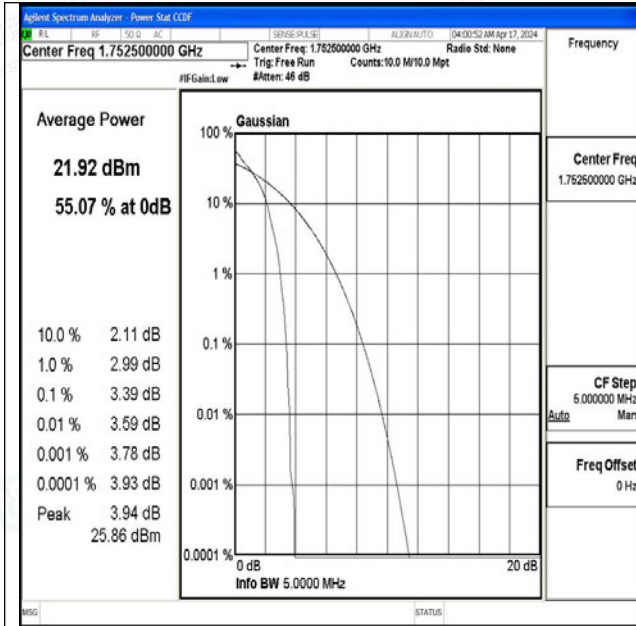 Agilent Spectrum Analyzer - Power Stat CCDF
RL RF 50 Ω AC SENSE:PULSE ALIGNAUTO 04:00:52 AM Apr 17, 2024
Center Freq 1.752500000 GHz
Center Freq: 1.752500000 GHz Radio Std: None
Trig: Free Run Counts:10.0 M/10.0 Mpt
#IFGain:Low #Atten: 46 dB
Frequency
Average Power
21.92 dBm
55.07 % at 0dB
10.0 % 2.11 dB
1.0 % 2.99 dB
0.1 % 3.39 dB
0.01 % 3.59 dB
0.001 % 3.78 dB
0.0001 % 3.93 dB
Peak 3.94 dB
25.86 dBm
Gaussian
100 %
10 %
1 %
0.1 %
0.01 %
0.001 %
0.0001 %
0 dB 20 dB
Info BW 5.0000 MHz
Center Freq
1.752500000 GHz
CF Step
5.000000 MHz
Auto Man
Freq Offset
0 Hz
MSG STATUS